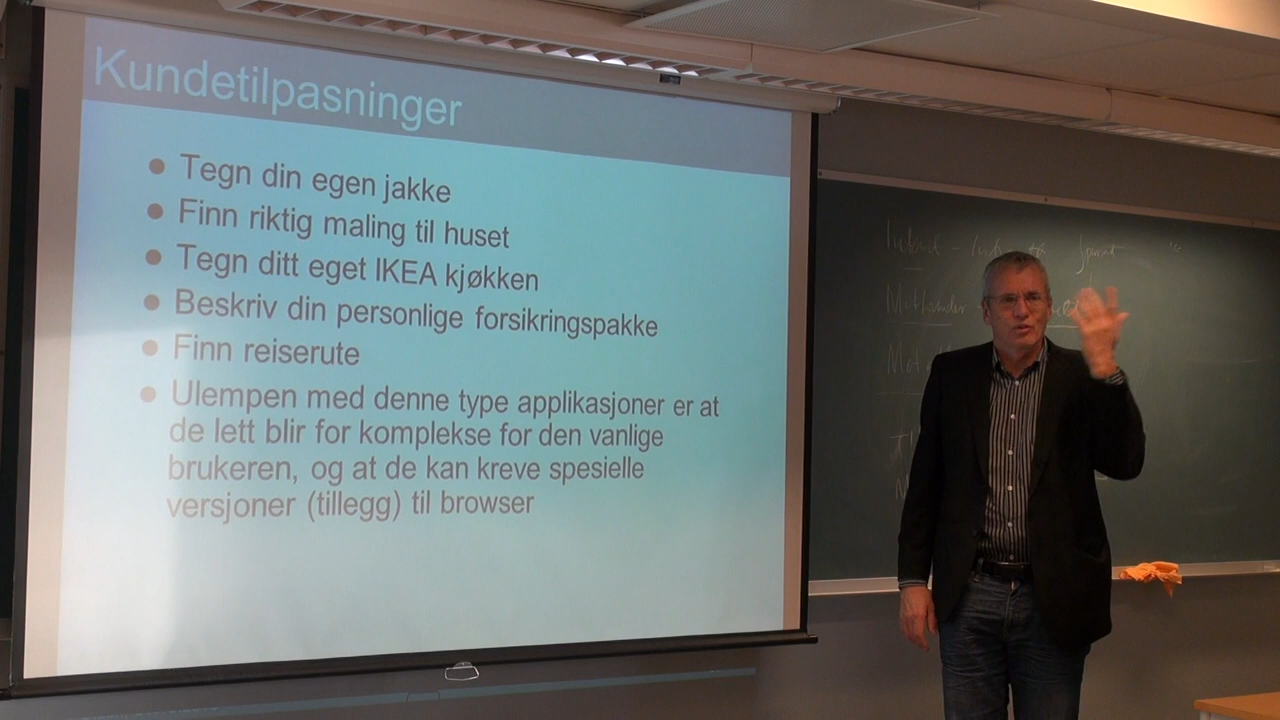 Kundetilpasninger
Tegn din egen jakke
Finn riktig maling til huset
Tegn ditt eget IKEA kjøkken
Beskriv din personlige forsikringspakke
Finn reiserute
Ulempen med denne type applikasjoner er at
de lett blir for komplekse for den vanlige
brukeren, og at de kan kreve spesielle
versjoner (tillegg) til browser